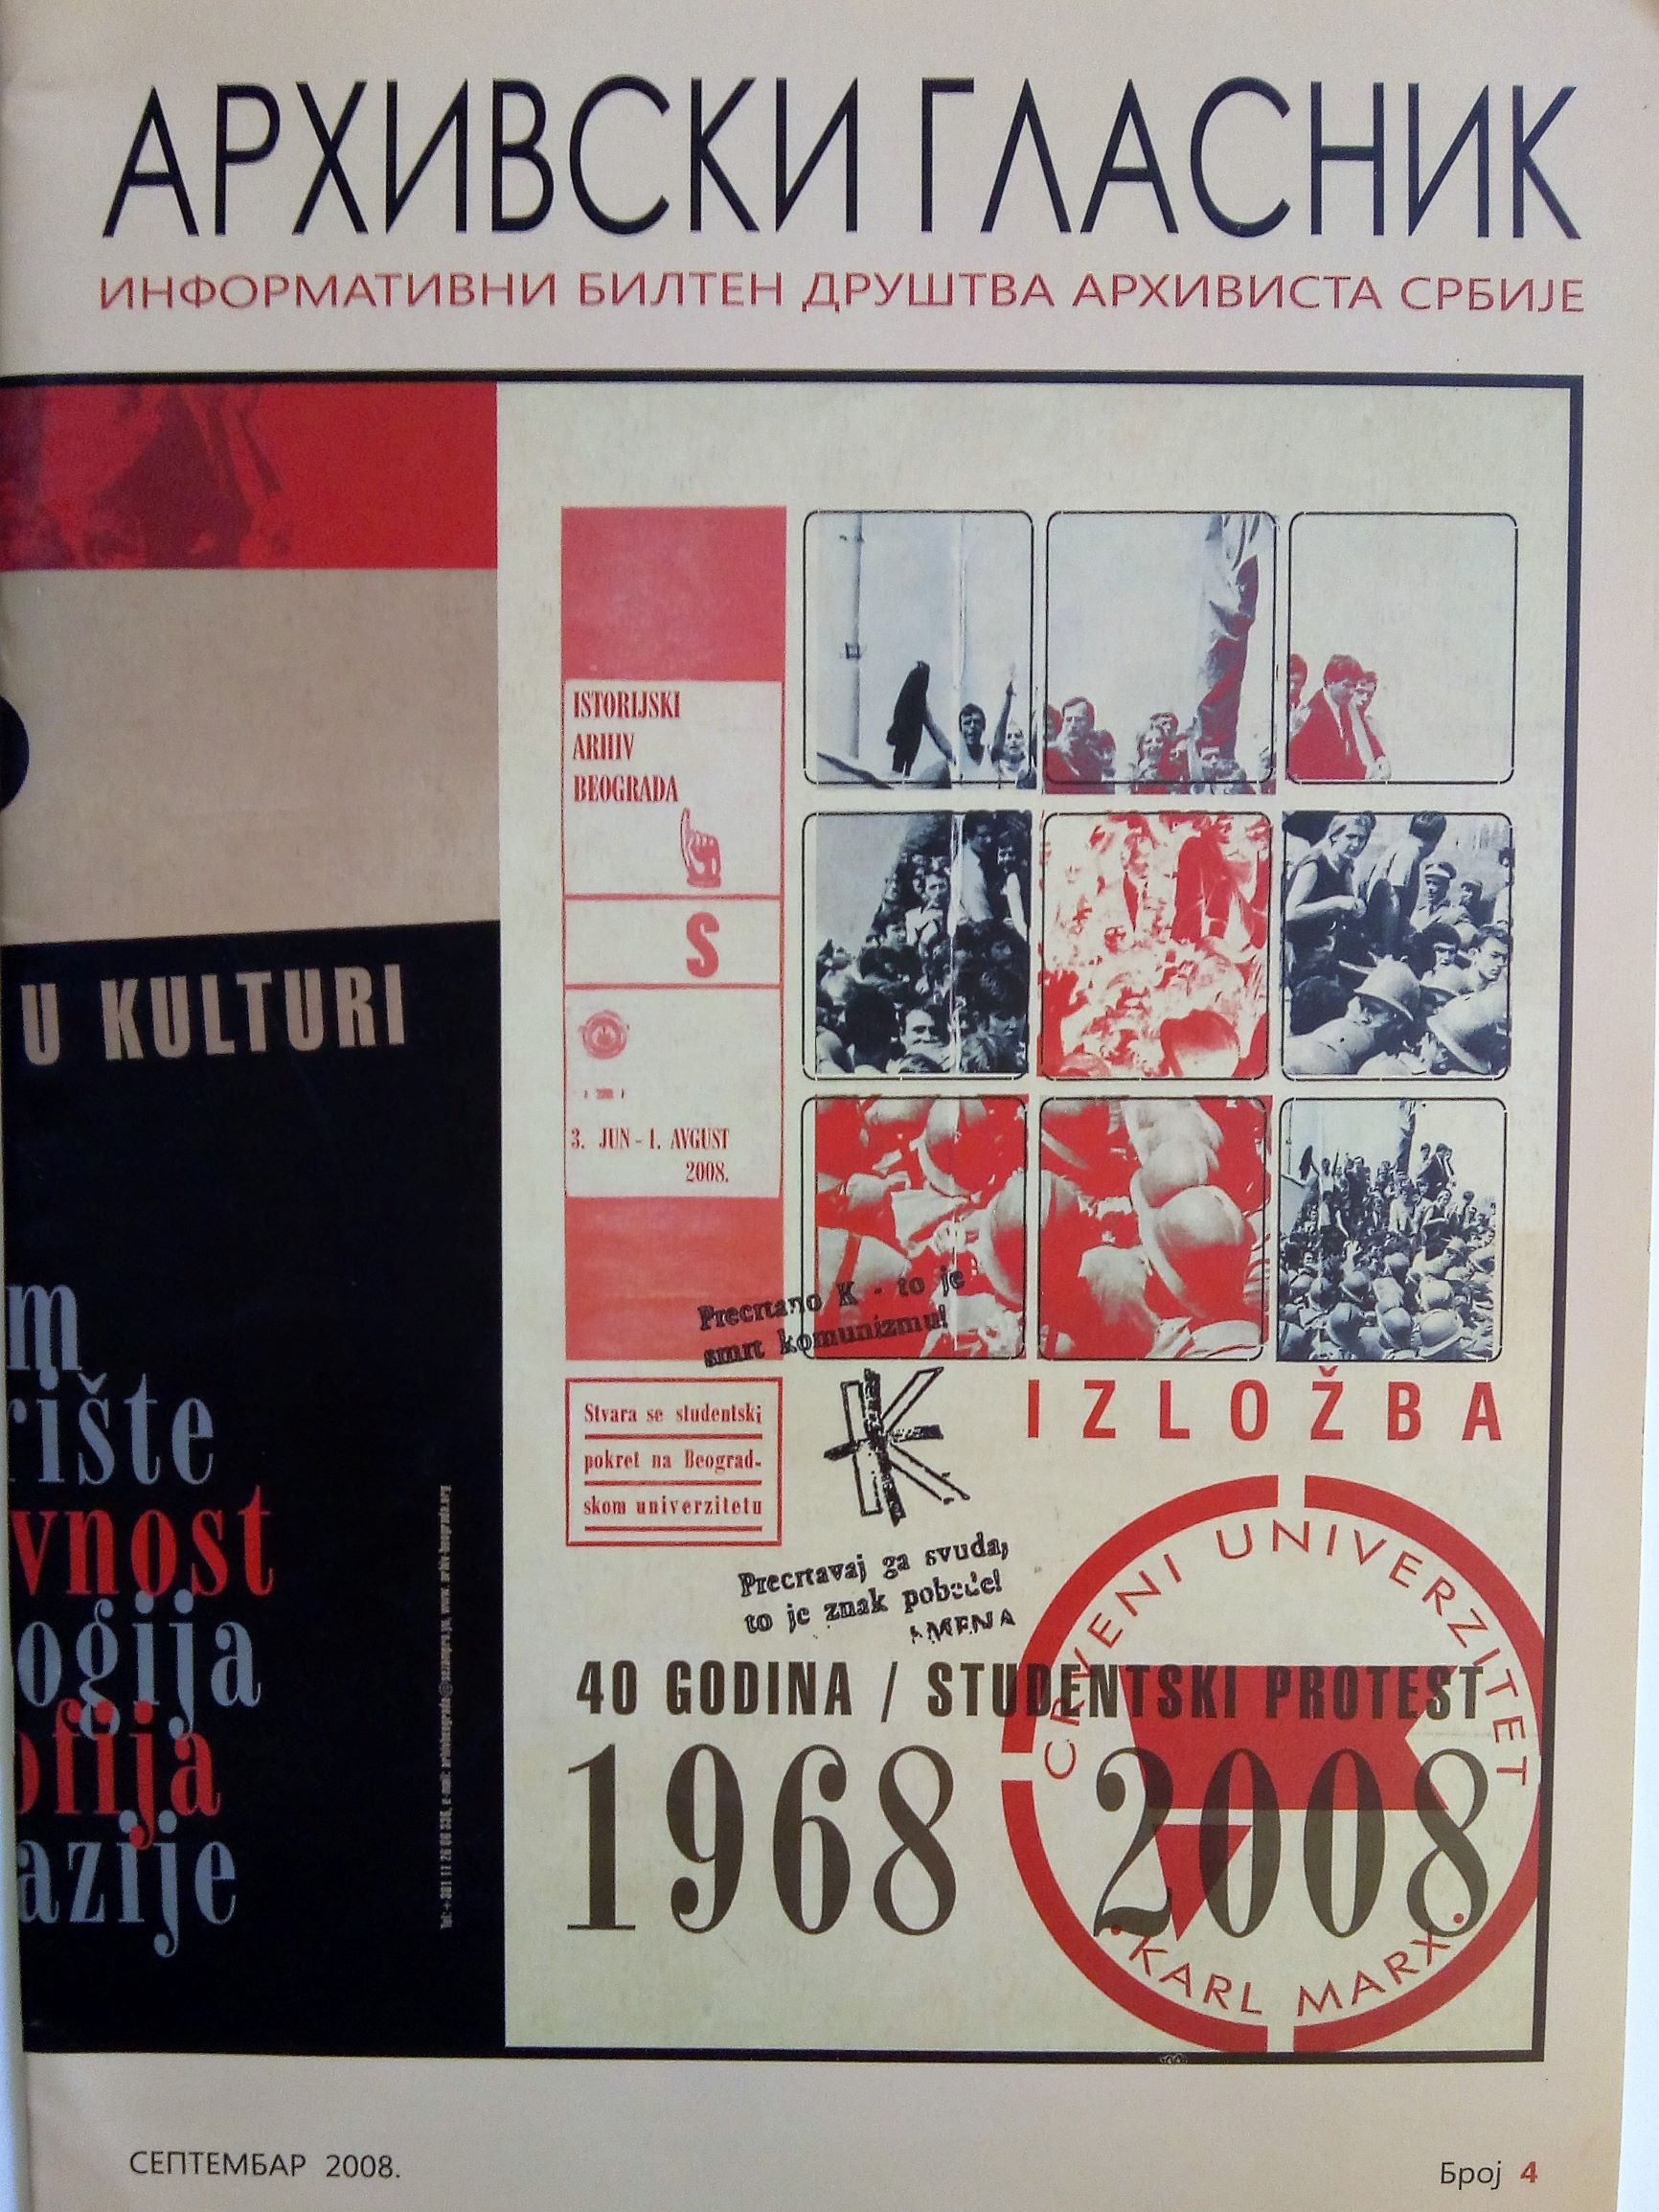 АРХИВСКИ ГЛАСНИК
ИНФОРМАТИВНИ БИЛТЕН ДРУШТВА АРХИВИСТА СРБИЈЕ
U KULTURI
m
rište
vnost
ogija
ofija
azije
ISTORIJSKI
ARHIV
BEOGRADA
S
3. JUN - 1. AVGUST
2008.
Precrtano K - to je
smrt komunizmu!
K
Stvara se studentski
pokret na Beograd-
skom univerzitetu
IZLOŽBA
Precrtavaj ga svuda,
to je znak pobede!
CRVENI UNIVERZITET
40 GODINA / STUDENTSKI PROTEST
1968 2008
• KARL MARX •
СЕПТЕМБАР 2008.
Број 4